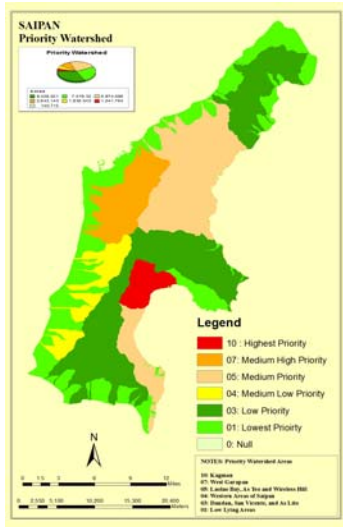 SAIPAN
Priority Watershed
Priority Watershed
Legend
10 : Highest Priority
07: Medium High Priority
05: Medium Priority
04: Medium Low Priority
03: Low Priority
01: Lowest Prioirty
0: Null
N
Miles
Meters
NOTES: Priority Watershed Areas
10: Kagman
07: West Garapan
05: Laulau Bay, As Teo and Wireless Hill
04: Western Areas of Saipan
03: Dandan, San Vicente, and As Lito
01: Low Lying Areas